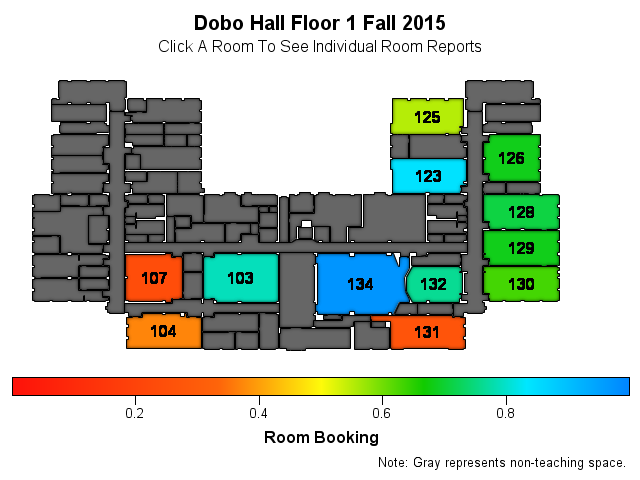 Dobo Hall Floor 1 Fall 2015
Click A Room To See Individual Room Reports
125
126
123
128
129
107
103
134
132
130
104
131
0.2 0.4 0.6 0.8
Room Booking
Note: Gray represents non-teaching space.